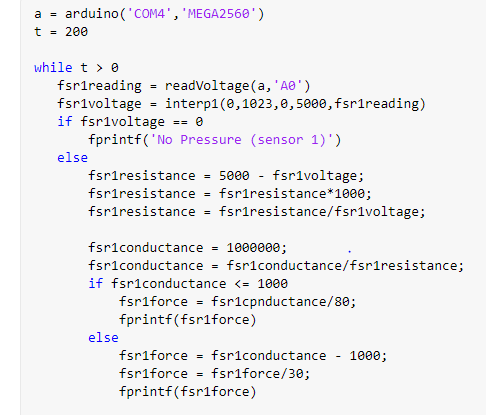 a = arduino('COM4','MEGA2560')
t = 200

while t > 0
   fsr1reading = readVoltage(a,'A0')
   fsr1voltage = interp1(0,1023,0,5000,fsr1reading)
   if fsr1voltage == 0
       fprintf('No Pressure (sensor 1)')
   else
       fsr1resistance = 5000 - fsr1voltage;
       fsr1resistance = fsr1resistance*1000;
       fsr1resistance = fsr1resistance/fsr1voltage;

       fsr1conductance = 1000000;
       fsr1conductance = fsr1conductance/fsr1resistance;
       if fsr1conductance <= 1000
           fsr1force = fsr1cpnductance/80;
           fprintf(fsr1force)
       else
           fsr1force = fsr1conductance - 1000;
           fsr1force = fsr1force/30;
           fprintf(fsr1force)